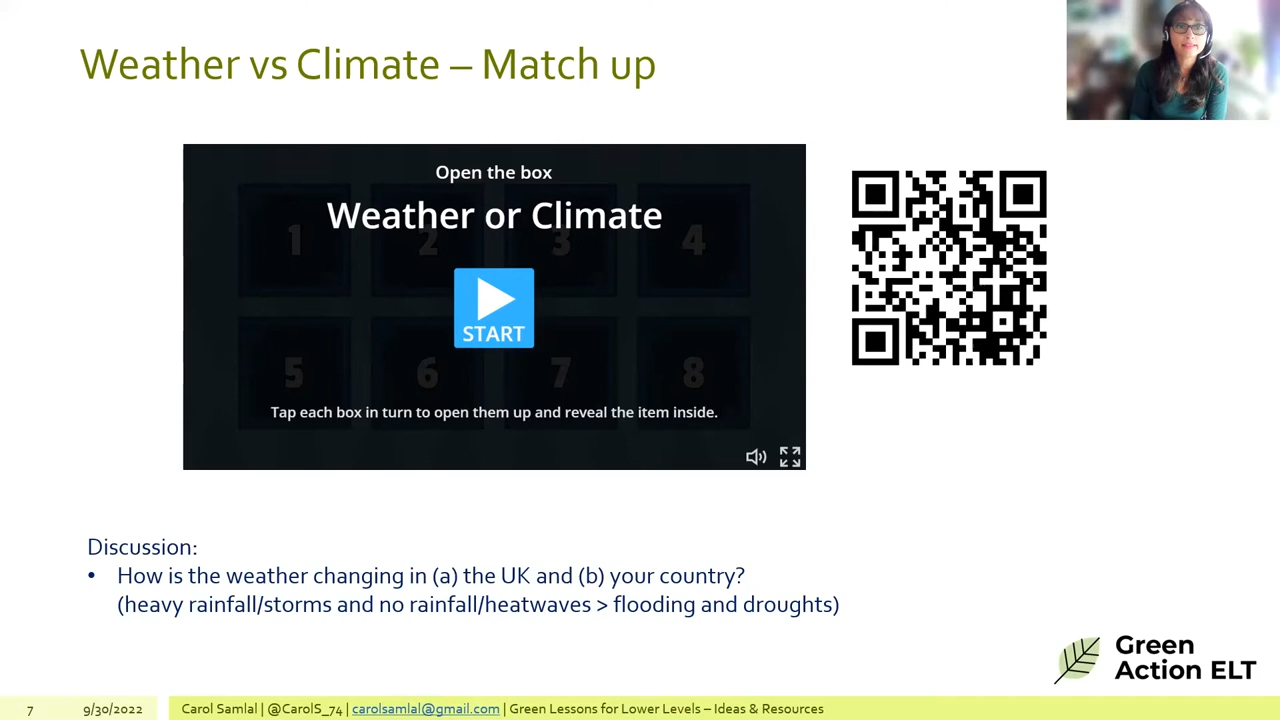 Weather vs Climate – Match up
Open the box
Weather or Climate
1 2 3 4
START
5 6 7 8
Tap each box in turn to open them up and reveal the item inside.
Discussion:
• How is the weather changing in (a) the UK and (b) your country?
(heavy rainfall/storms and no rainfall/heatwaves > flooding and droughts)
Green
Action ELT
7 9/30/2022 Carol Samlal | @CarolS_74 | carolsamlal@gmail.com | Green Lessons for Lower Levels – Ideas & Resources